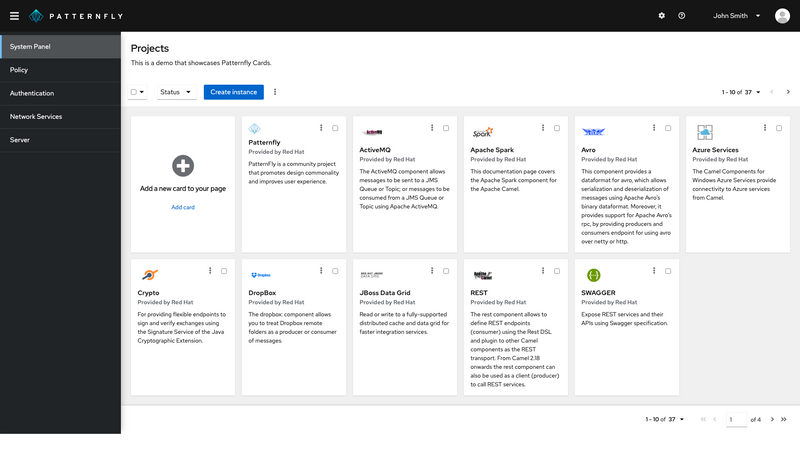 PATTERNFLY
John Smith
System Panel
Policy
Authentication
Network Services
Server
Projects
This is a demo that showcases Patternfly Cards.
Status
Create instance
1 - 10 of 37
Add a new card to your page
Add card
Patternfly
Provided by Red Hat
PatternFly is a community project
that promotes design commonality
and improves user experience.
ActiveMQ
ActiveMQ
Provided by Red Hat
The ActiveMQ component allows
messages to be sent to a JMS
Queue or Topic; or messages to be
consumed from a JMS Queue or
Topic using Apache ActiveMQ.
Spark
Apache Spark
Provided by Red Hat
This documentation page covers
the Apache Spark component for
the Apache Camel.
Avro
Provided by Red Hat
This component provides a
dataformat for avro, which allows
serialization and deserialization of
messages using Apache Avro's
binary dataformat. Moreover, it
provides support for Apache Avro's
rpc, by providing producers and
consumers endpoint for using avro
over netty or http.
Azure Services
Provided by Red Hat
The Camel Components for
Windows Azure Services provide
connectivity to Azure services
from Camel.
Crypto
Provided by Red Hat
For providing flexible endpoints to
sign and verify exchanges using
the Signature Service of the Java
Cryptographic Extension.
Dropbox
DropBox
Provided by Red Hat
The dropbox: component allows
you to treat Dropbox remote
folders as a producer or consumer
of messages.
JBoss Data Grid
Provided by Red Hat
Read or write to a fully-supported
distributed cache and data grid for
faster integration services.
REST
Provided by Red Hat
The rest component allows to
define REST endpoints
(consumer) using the Rest DSL
and plugin to other Camel
components as the REST
transport. From Camel 2.18
onwards the rest component can
also be used as a client (producer)
to call REST services.
SWAGGER
Provided by Red Hat
Expose REST services and their
APIs using Swagger specification.
1 - 10 of 37
1
of 4